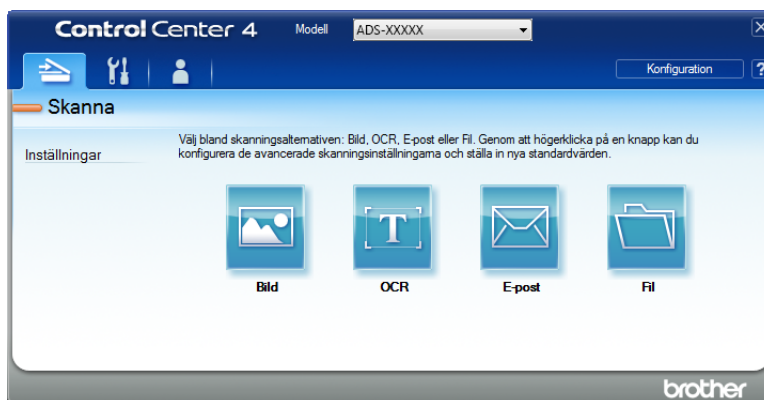 ControlCenter 4 Modell ADS-XXXXX
Konfiguration ?
Skanna
Välj bland skanningsalternativen: Bild, OCR, E-post eller Fil. Genom att högerklicka på en knapp kan du
konfigurera de avancerade skanningsinställningarna och ställa in nya standardvärden.
Inställningar
T
Bild OCR E-post Fil
brother